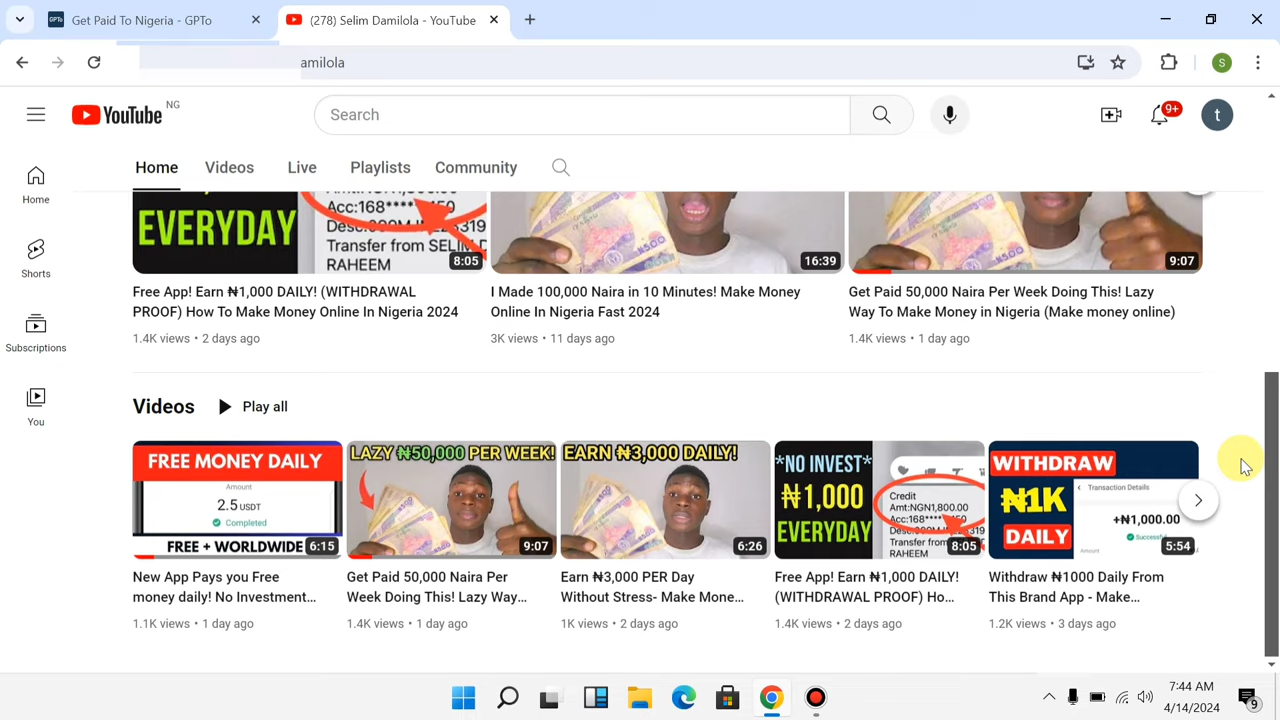 Get Paid To Nigeria - GPTo
(278) Selim Damilola - YouTube
amilola
S
YouTube NG
Search
9+
t
Home
Videos
Live
Playlists
Community
Home
Shorts
Subscriptions
You
EVERYDAY
Acc:168****
Transfer from SELIM D
RAHEEM
8:05
16:39
9:07
Free App! Earn ₦1,000 DAILY! (WITHDRAWAL
PROOF) How To Make Money Online In Nigeria 2024
1.4K views • 2 days ago
I Made 100,000 Naira in 10 Minutes! Make Money
Online In Nigeria Fast 2024
3K views • 11 days ago
Get Paid 50,000 Naira Per Week Doing This! Lazy
Way To Make Money in Nigeria (Make money online)
1.4K views • 1 day ago
Videos
Play all
FREE MONEY DAILY
Amount
2.5 USDT
Completed
FREE + WORLDWIDE
6:15
LAZY ₦50,000 PER WEEK!
9:07
EARN ₦3,000 DAILY!
6:26
*NO INVEST*
₦1,000
EVERYDAY
Credit
Amt:NGN1,800.00
RAHEEM
8:05
WITHDRAW
₦1K
DAILY
Transaction Details
+₦1,000.00
Amount
5:54
New App Pays you Free
money daily! No Investment...
1.1K views • 1 day ago
Get Paid 50,000 Naira Per
Week Doing This! Lazy Way...
1.4K views • 1 day ago
Earn ₦3,000 PER Day
Without Stress- Make Mone...
1K views • 2 days ago
Free App! Earn ₦1,000 DAILY!
(WITHDRAWAL PROOF) Ho...
1.4K views • 2 days ago
Withdraw ₦1000 Daily From
This Brand App - Make...
1.2K views • 3 days ago
7:44 AM
4/14/2024
9